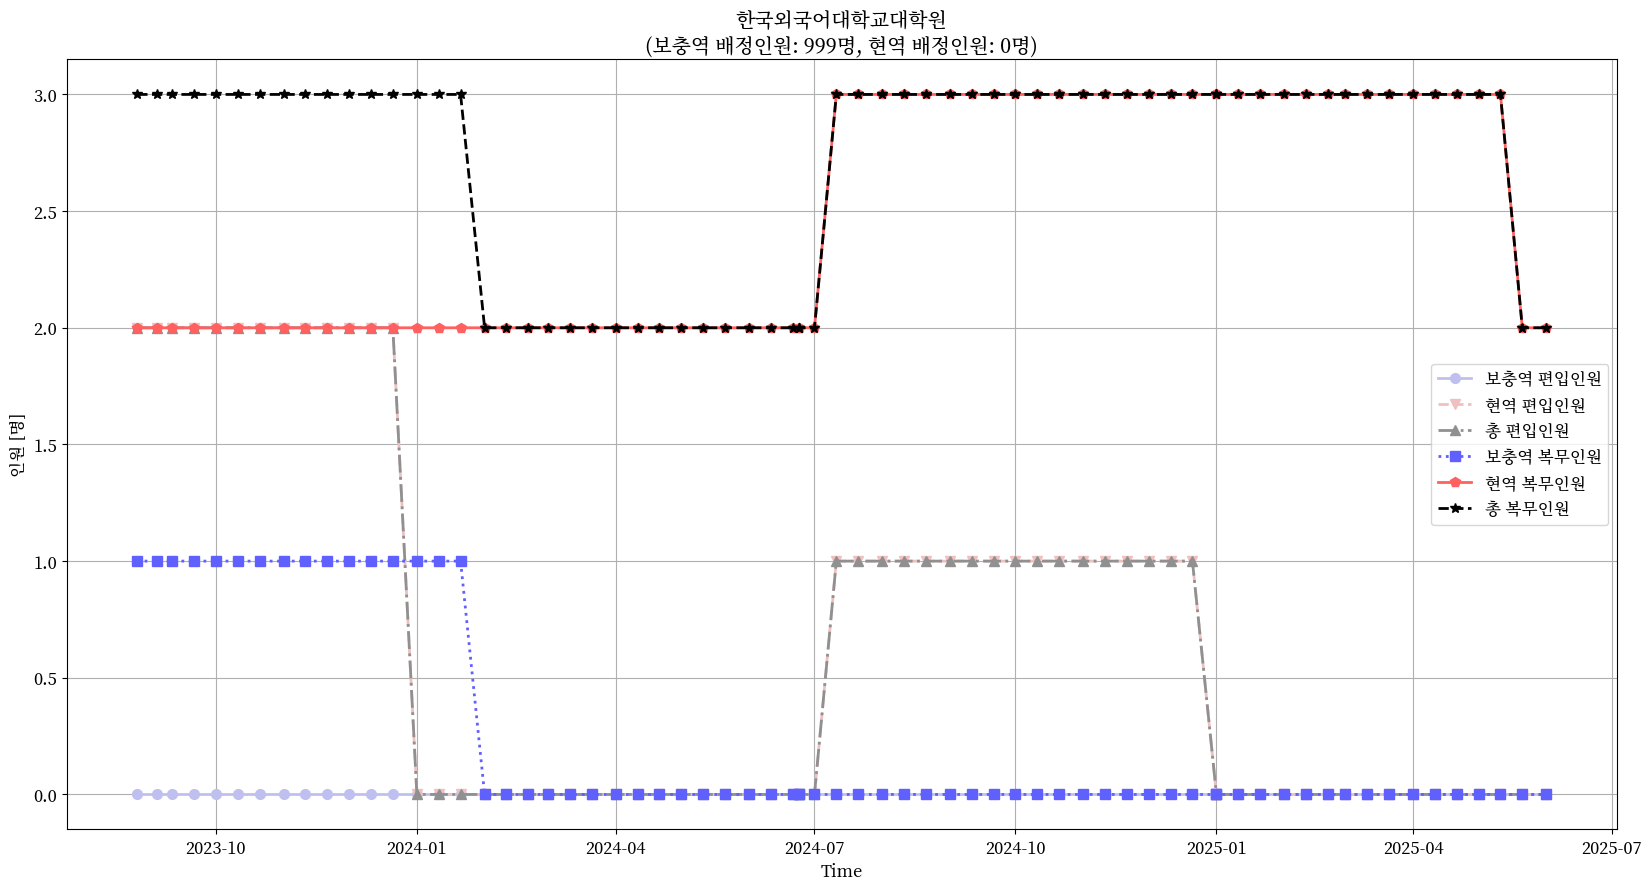 한국외국어대학교대학원
(보충역 배정인원: 999명, 현역 배정인원: 0명)
3.0
2.5
2.0
1.5
1.0
0.5
0.0
인원 [명]
보충역 편입인원
현역 편입인원
총 편입인원
보충역 복무인원
현역 복무인원
총 복무인원
2023-10
2024-01
2024-04
2024-07
2024-10
2025-01
2025-04
2025-07
Time